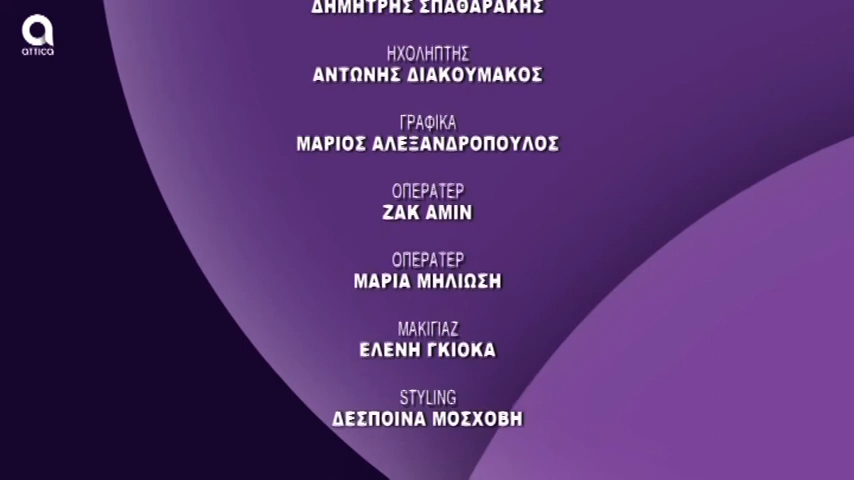 attica
ΔΗΜΗΤΡΗΣ ΣΠΑΘΑΡΑΚΗΣ
ΗΧΟΛΗΠΤΗΣ
ΑΝΤΩΝΗΣ ΔΙΑΚΟΥΜΑΚΟΣ
ΓΡΑΦΙΚΑ
ΜΑΡΙΟΣ ΑΛΕΞΑΝΔΡΟΠΟΥΛΟΣ
ΟΠΕΡΑΤΕΡ
ΖΑΚ ΑΜΙΝ
ΟΠΕΡΑΤΕΡ
ΜΑΡΙΑ ΜΗΛΙΩΣΗ
ΜΑΚΙΓΙΑΖ
ΕΛΕΝΗ ΓΚΙΟΚΑ
STYLING
ΔΕΣΠΟΙΝΑ ΜΟΣΧΟΒΗ